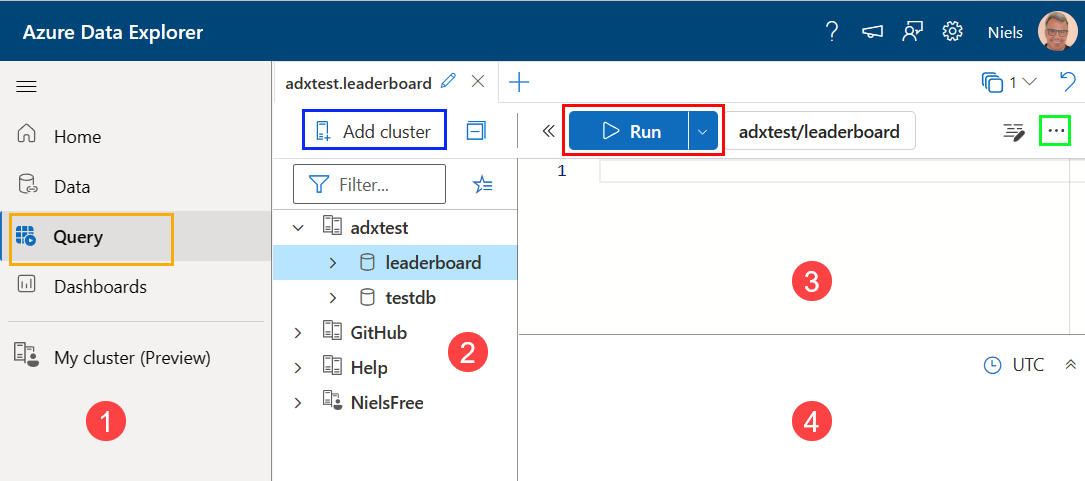 Azure Data Explorer
Niels
adxtest.leaderboard
1
Home
Data
Query
Dashboards
My cluster (Preview)
1
Add cluster
Filter...
adxtest
leaderboard
testdb
GitHub
Help
NielsFree
2
Run
adxtest/leaderboard
1
3
UTC
4